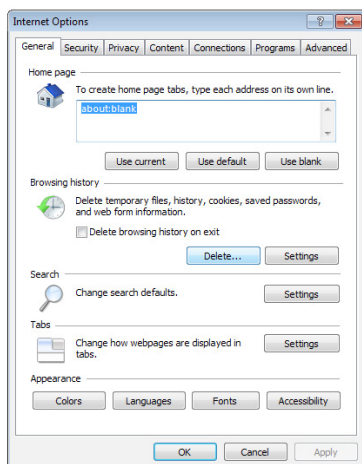 Internet Options
General Security Privacy Content Connections Programs Advanced
Home page
To create home page tabs, type each address on its own line.
about:blank
Use current Use default Use blank
Browsing history
Delete temporary files, history, cookies, saved passwords,
and web form information.
Delete browsing history on exit
Delete... Settings
Search
Change search defaults. Settings
Tabs
Change how webpages are displayed in
tabs.
Settings
Appearance
Colors Languages Fonts Accessibility
OK Cancel Apply